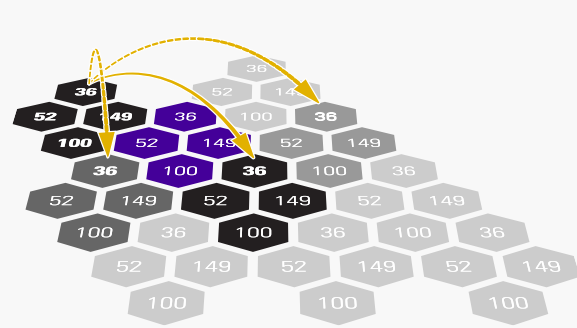 36
36 52 149
52 149 36 100 36
100 52 149 52 149
36 100 36 100 36
52 149 52 149 52 149
100 36 100 36 100 36
52 149 52 149 52 149
100 100 100